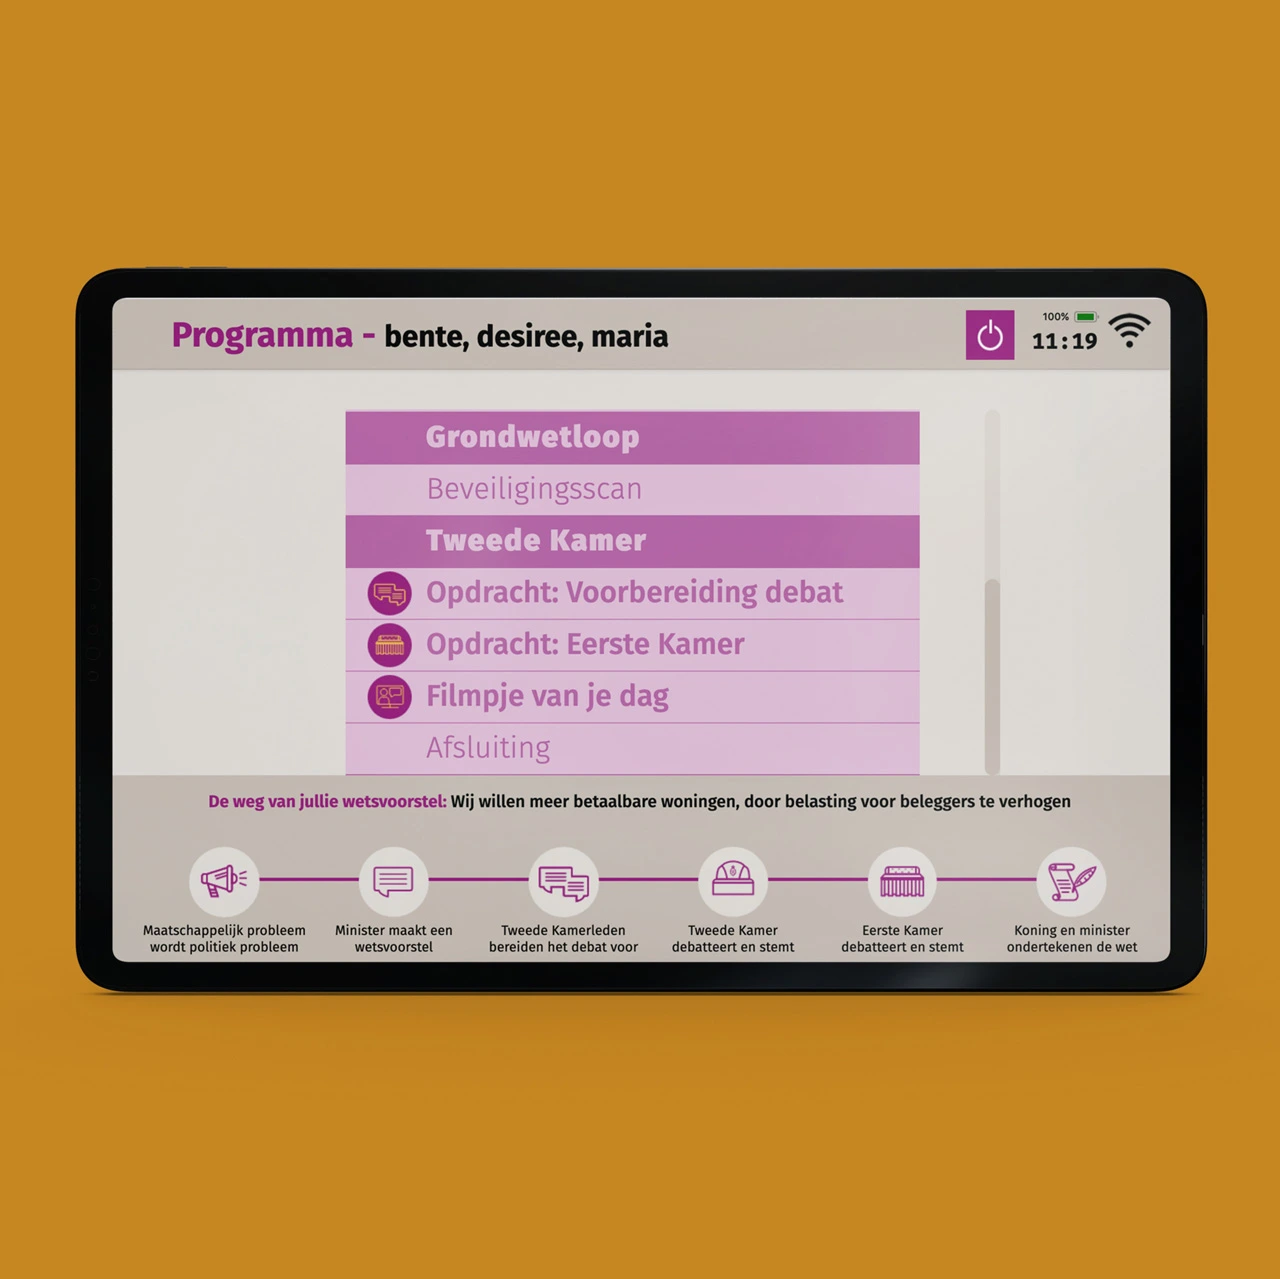 Programma - bente, desiree, maria
100%
11:19
Grondwetloop
Beveiligingsscan
Tweede Kamer
Opdracht: Voorbereiding debat
Opdracht: Eerste Kamer
Filmpje van je dag
Afsluiting
De weg van jullie wetsvoorstel: Wij willen meer betaalbare woningen, door belasting voor beleggers te verhogen
Maatschappelijk probleem
wordt politiek probleem
Minister maakt een
wetsvoorstel
Tweede Kamerleden
bereiden het debat voor
Tweede Kamer
debatteert en stemt
Eerste Kamer
debatteert en stemt
Koning en minister
ondertekenen de wet